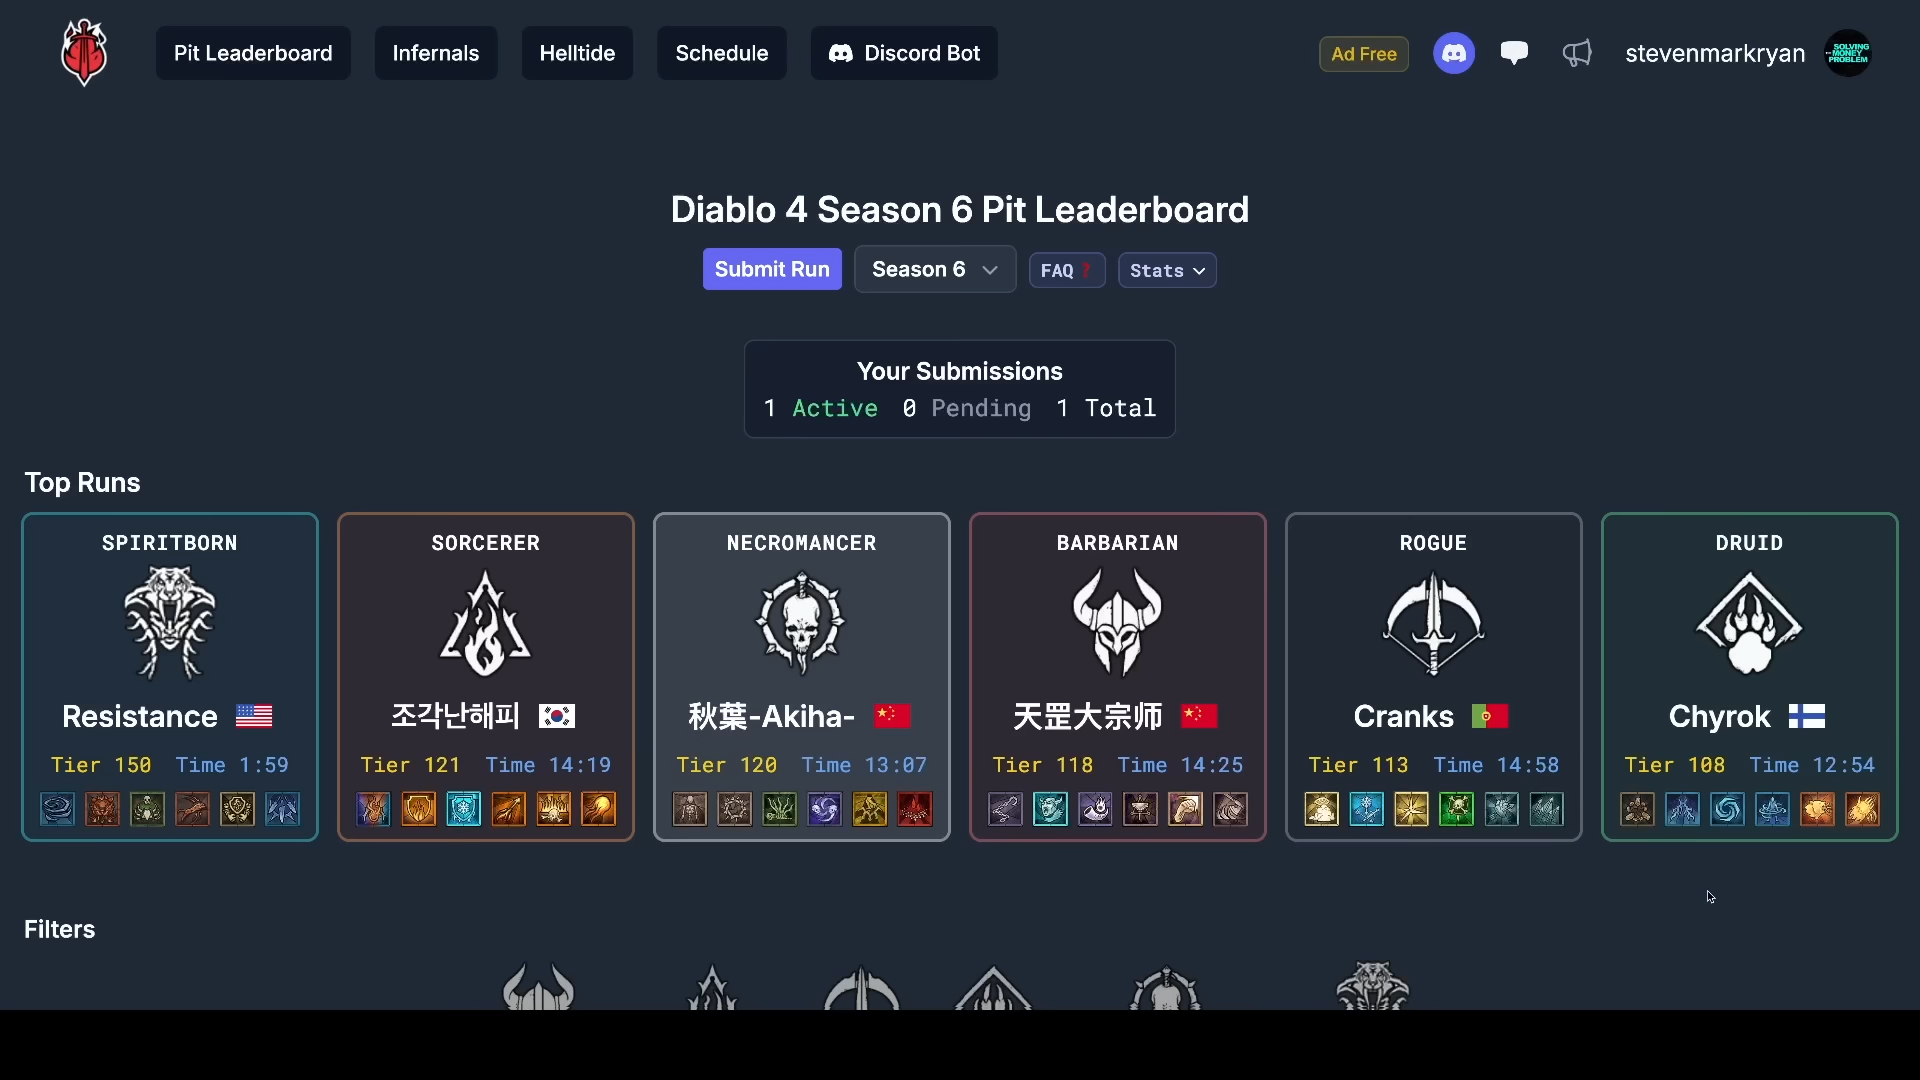 Pit Leaderboard Infernals Helltide Schedule Discord Bot Ad Free stevenmarkryan SOLVING MONEY PROBLEM
Diablo 4 Season 6 Pit Leaderboard
Submit Run Season 6 FAQ ? Stats
Your Submissions
1 Active 0 Pending 1 Total
Top Runs
SPIRITBORN
Resistance
Tier 150 Time 1:59
SORCERER
조각난해피
Tier 121 Time 14:19
NECROMANCER
秋葉-Akiha-
Tier 120 Time 13:07
BARBARIAN
天罡大宗师
Tier 118 Time 14:25
ROGUE
Cranks
Tier 113 Time 14:58
DRUID
Chyrok
Tier 108 Time 12:54
Filters